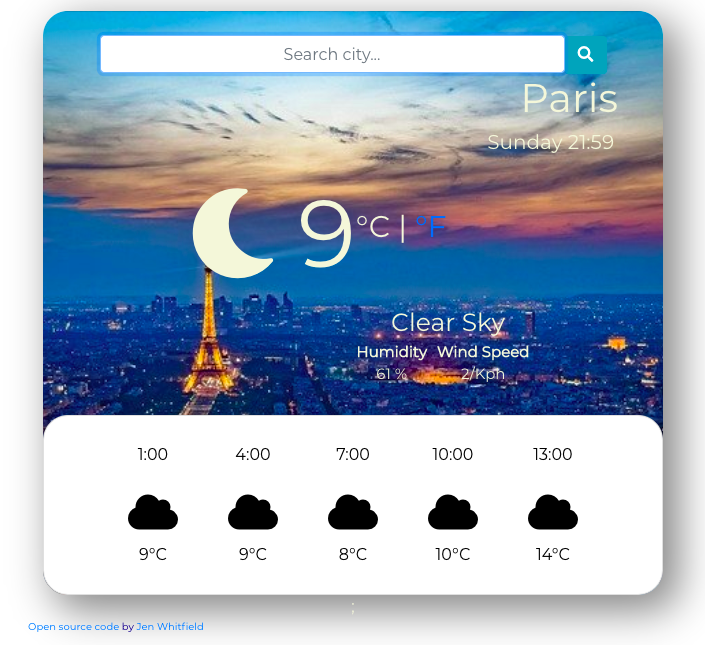 Search city...
Paris
Sunday 21:59
9°C | °F
Clear Sky
Humidity Wind Speed
61 % 2/Kph
1:00 4:00 7:00 10:00 13:00
9°C 9°C 8°C 10°C 14°C
;
Open source code by Jen Whitfield